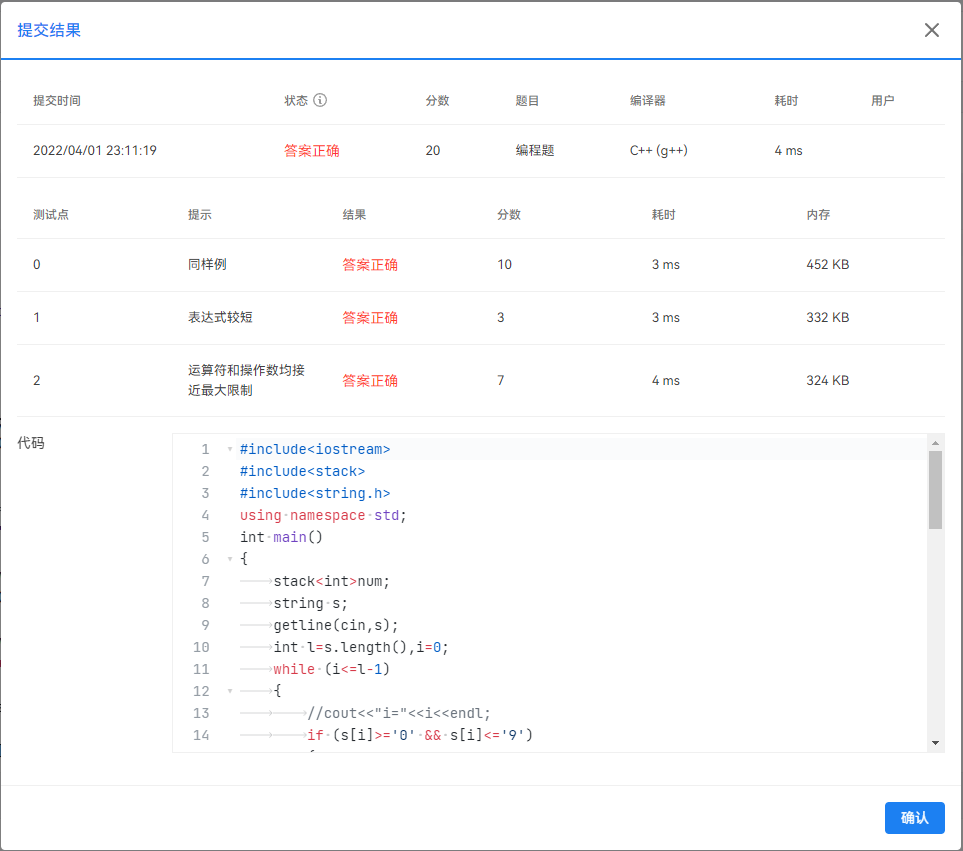 提交结果
提交时间 状态 分数 题目 编译器 耗时 用户
2022/04/01 23:11:19 答案正确 20 编程题 C++ (g++) 4 ms
测试点 提示 结果 分数 耗时 内存
0 同样例 答案正确 10 3 ms 452 KB
1 表达式较短 答案正确 3 3 ms 332 KB
2 运算符和操作数均接近最大限制 答案正确 7 4 ms 324 KB
代码
1 #include<iostream>
2 #include<stack>
3 #include<string.h>
4 using namespace std;
5 int main()
6 {
7 stack<int>num;
8 string s;
9 getline(cin,s);
10 int l=s.length(),i=0;
11 while (i<=l-1)
12 {
13 //cout<<"i="<<i<<endl;
14 if (s[i]>='0' && s[i]<='9')
确认